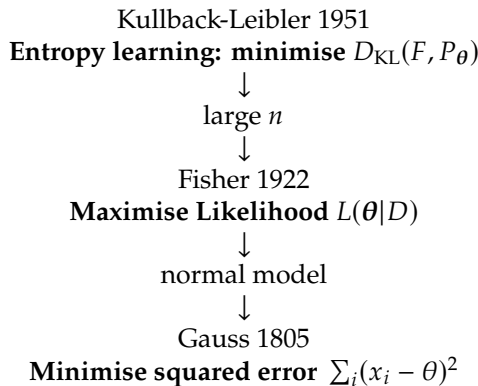 Kullback-Leibler 1951
Entropy learning: minimise D_KL(F, P_θ)
↓
large n
↓
Fisher 1922
Maximise Likelihood L(θ|D)
↓
normal model
↓
Gauss 1805
Minimise squared error ∑_i(x_i − θ)^2